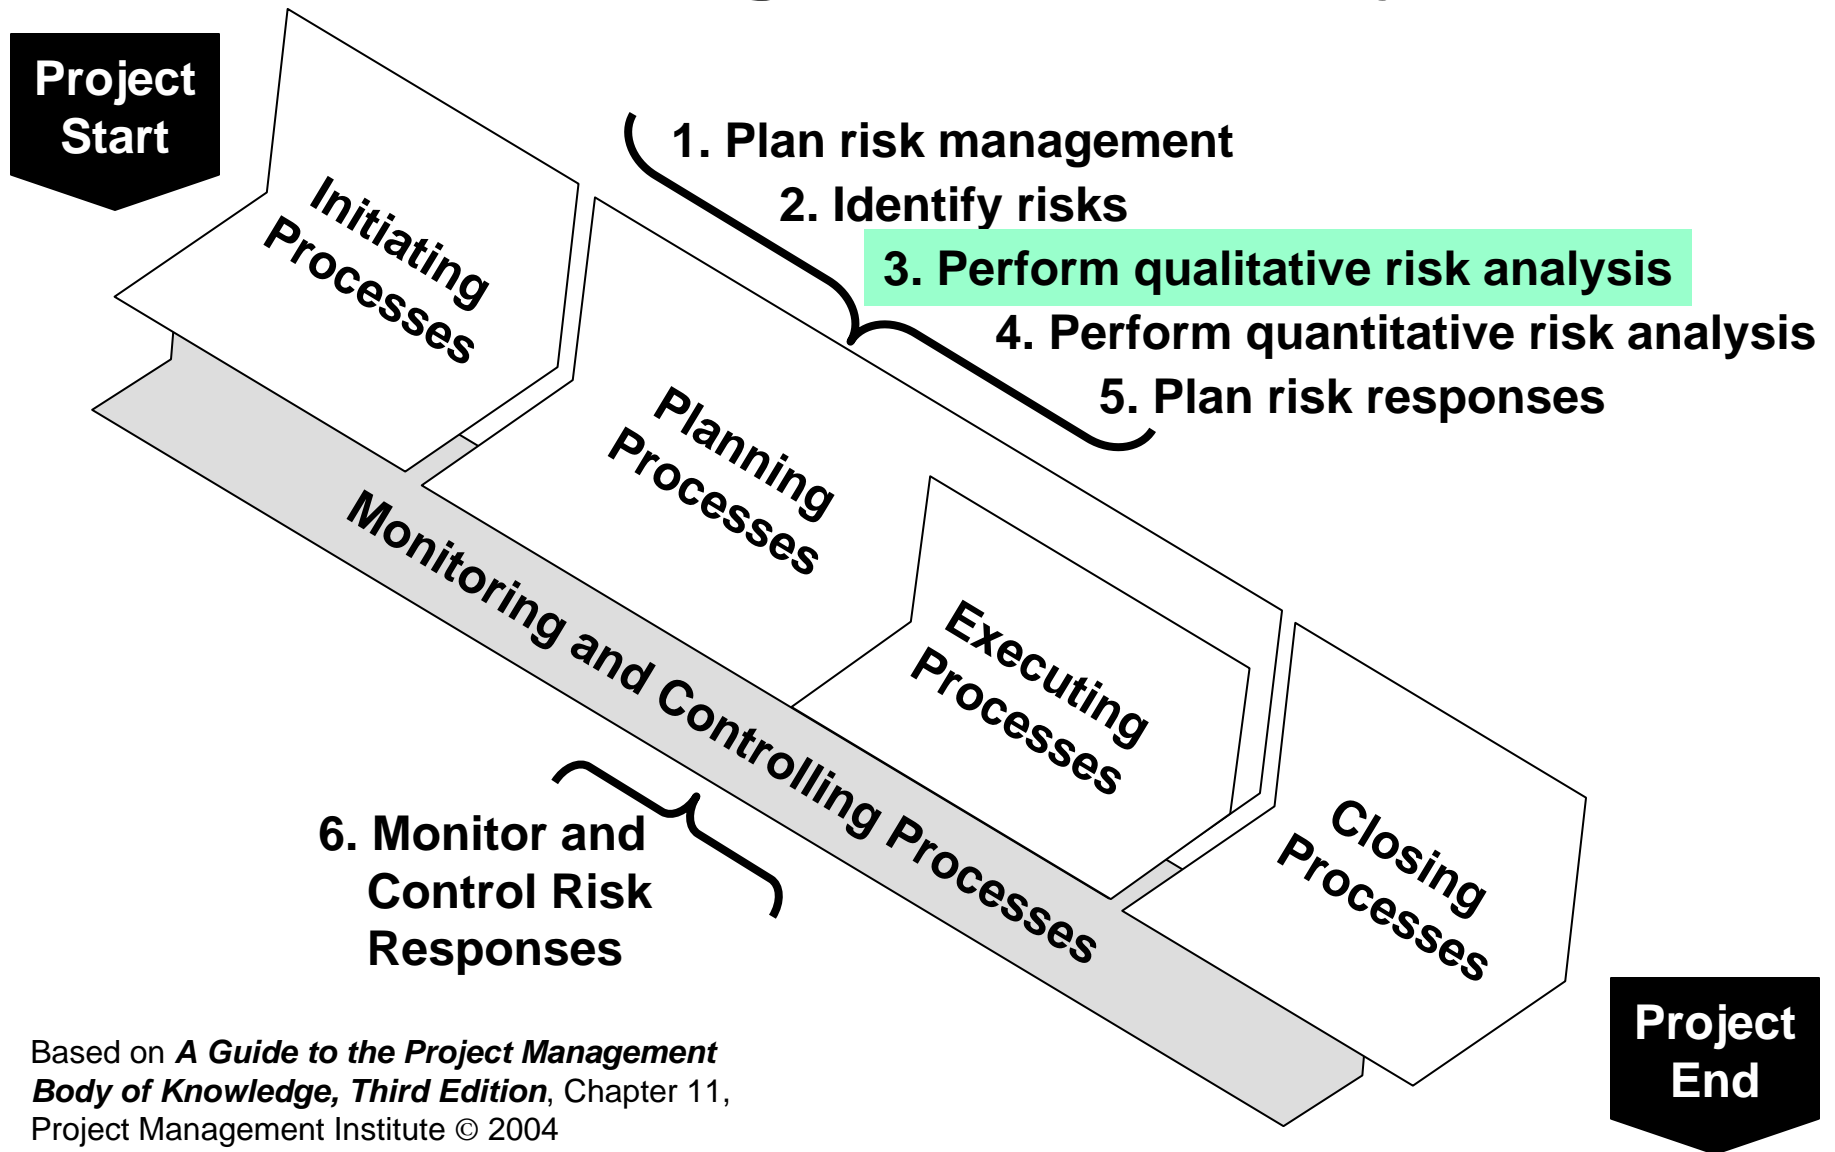 Project
Start
1. Plan risk management
2. Identify risks
3. Perform qualitative risk analysis
4. Perform quantitative risk analysis
5. Plan risk responses
Initiating
Processes
Planning
Processes
Executing
Processes
Closing
Processes
Monitoring and Controlling Processes
6. Monitor and
Control Risk
Responses
Project
End
Based on A Guide to the Project Management
Body of Knowledge, Third Edition, Chapter 11,
Project Management Institute © 2004